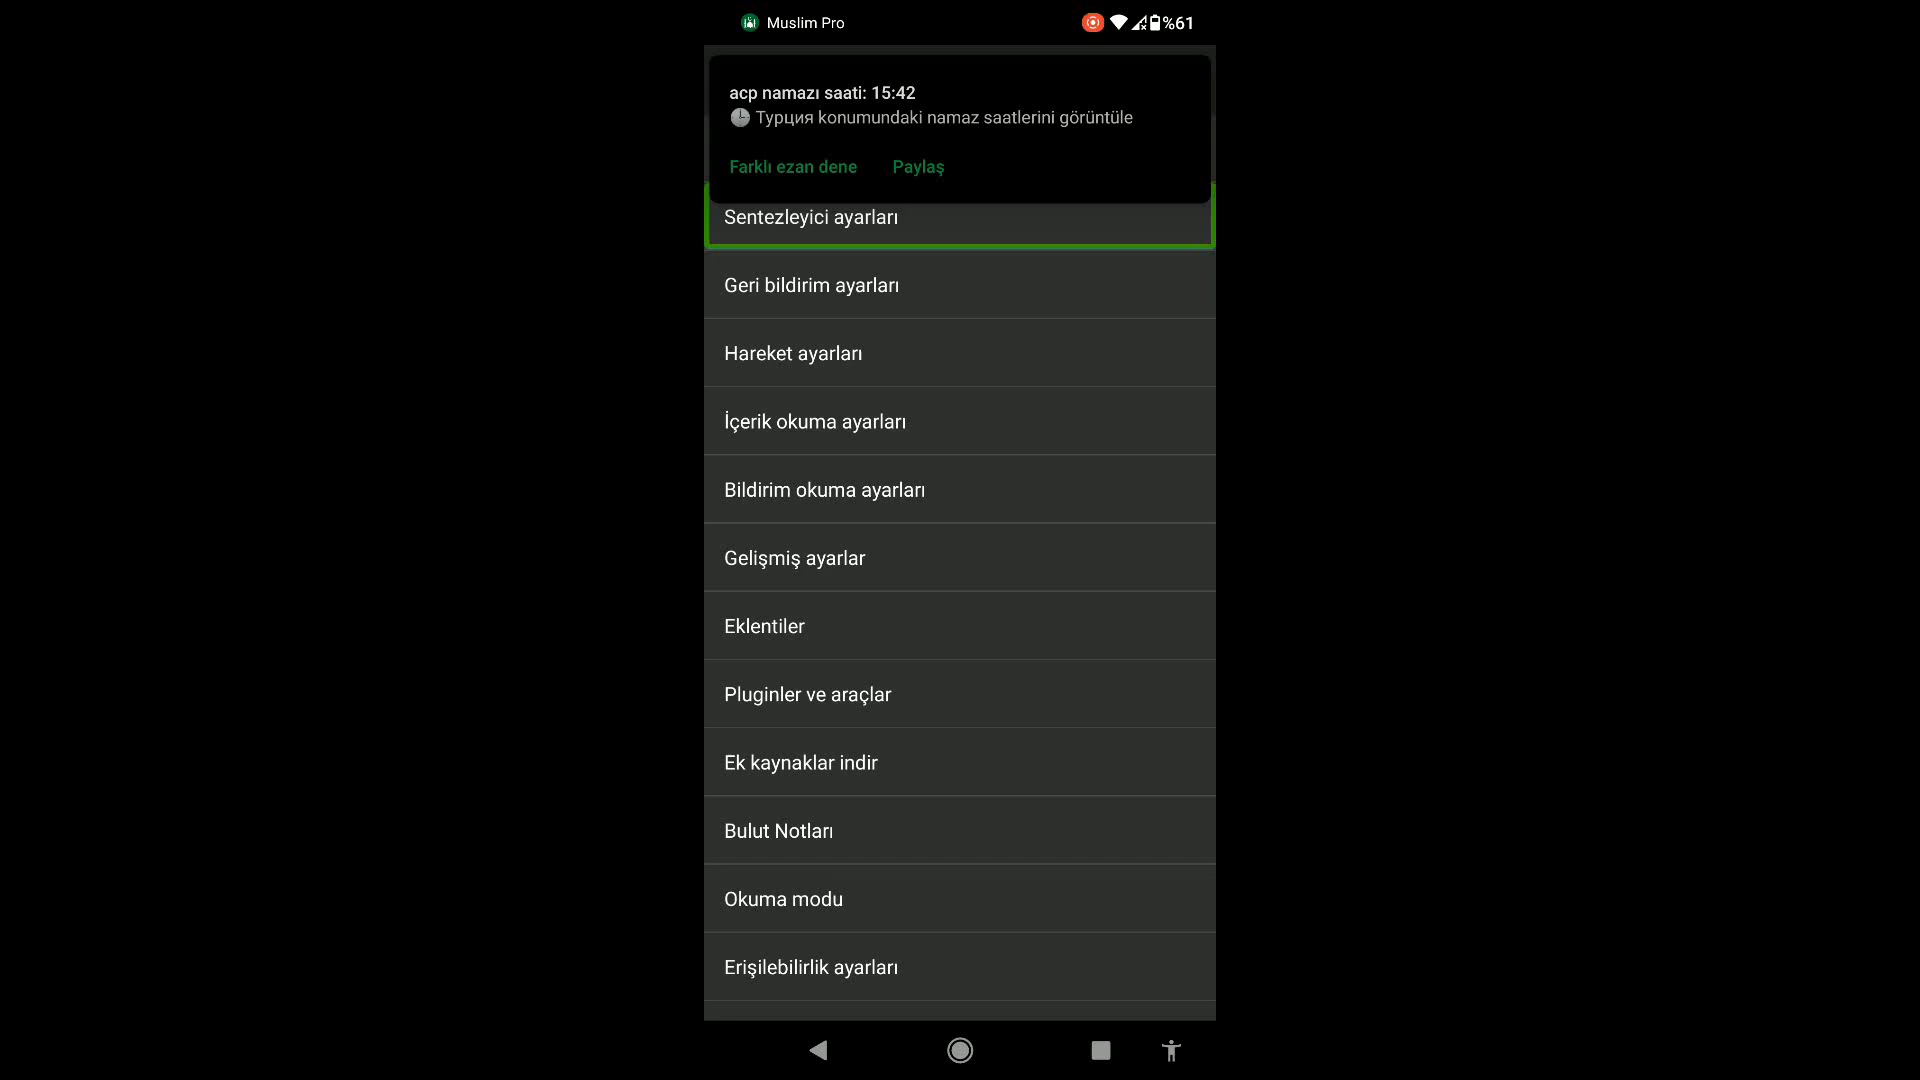 Muslim Pro
%61
аср namazı saati: 15:42
🕒 Турция konumundaki namaz saatlerini görüntüle
Farklı ezan dene Paylaş
Sentezleyici ayarları
Geri bildirim ayarları
Hareket ayarları
İçerik okuma ayarları
Bildirim okuma ayarları
Gelişmiş ayarlar
Eklentiler
Pluginler ve araçlar
Ek kaynaklar indir
Bulut Notları
Okuma modu
Erişilebilirlik ayarları